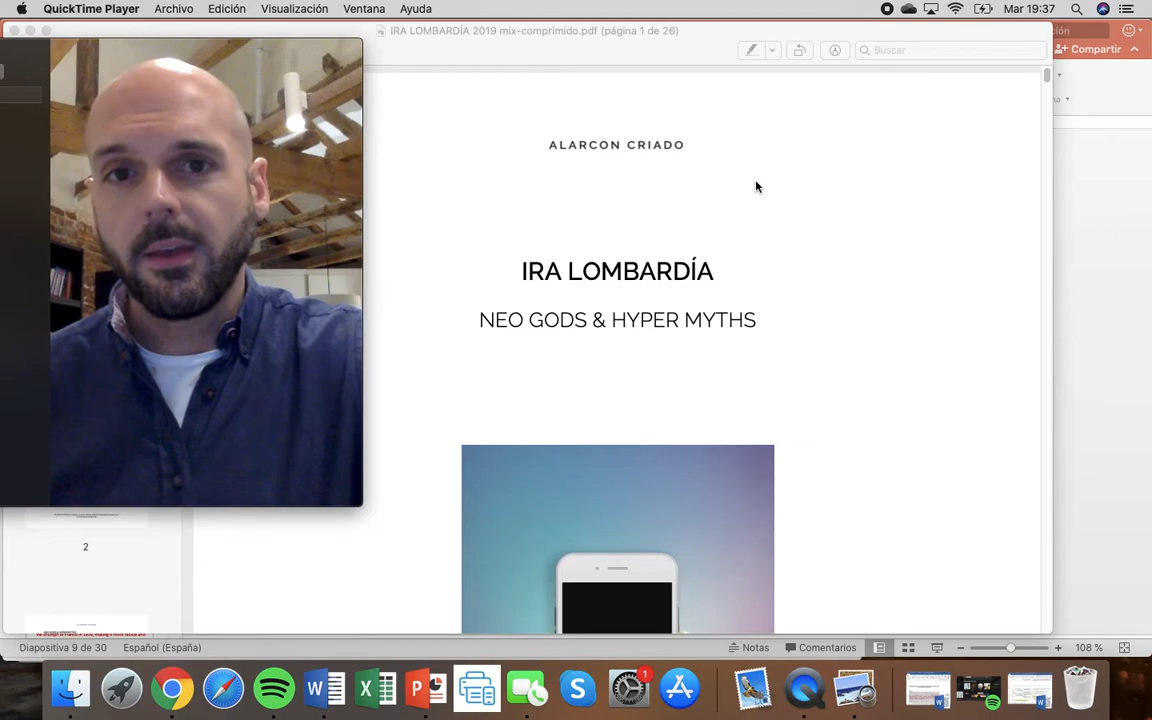 QuickTime Player Archivo Edición Visualización Ventana Ayuda Mar 19:37
IRA LOMBARDÍA 2019 mix-comprimido.pdf (página 1 de 26)
Buscar
Compartir
ALARCON CRIADO
IRA LOMBARDÍA
NEO GODS & HYPER MYTHS
2
Diapositiva 9 de 30 Español (España) Notas Comentarios 108 %
1